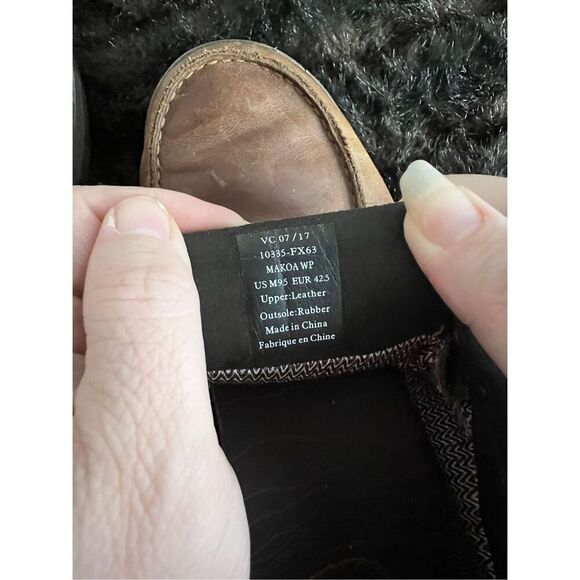 VC 07/17
10335-FX63
MAKOA WP
US M9.5 EUR 42.5
Upper:Leather
Outsole:Rubber
Made in China
Fabrique en Chine